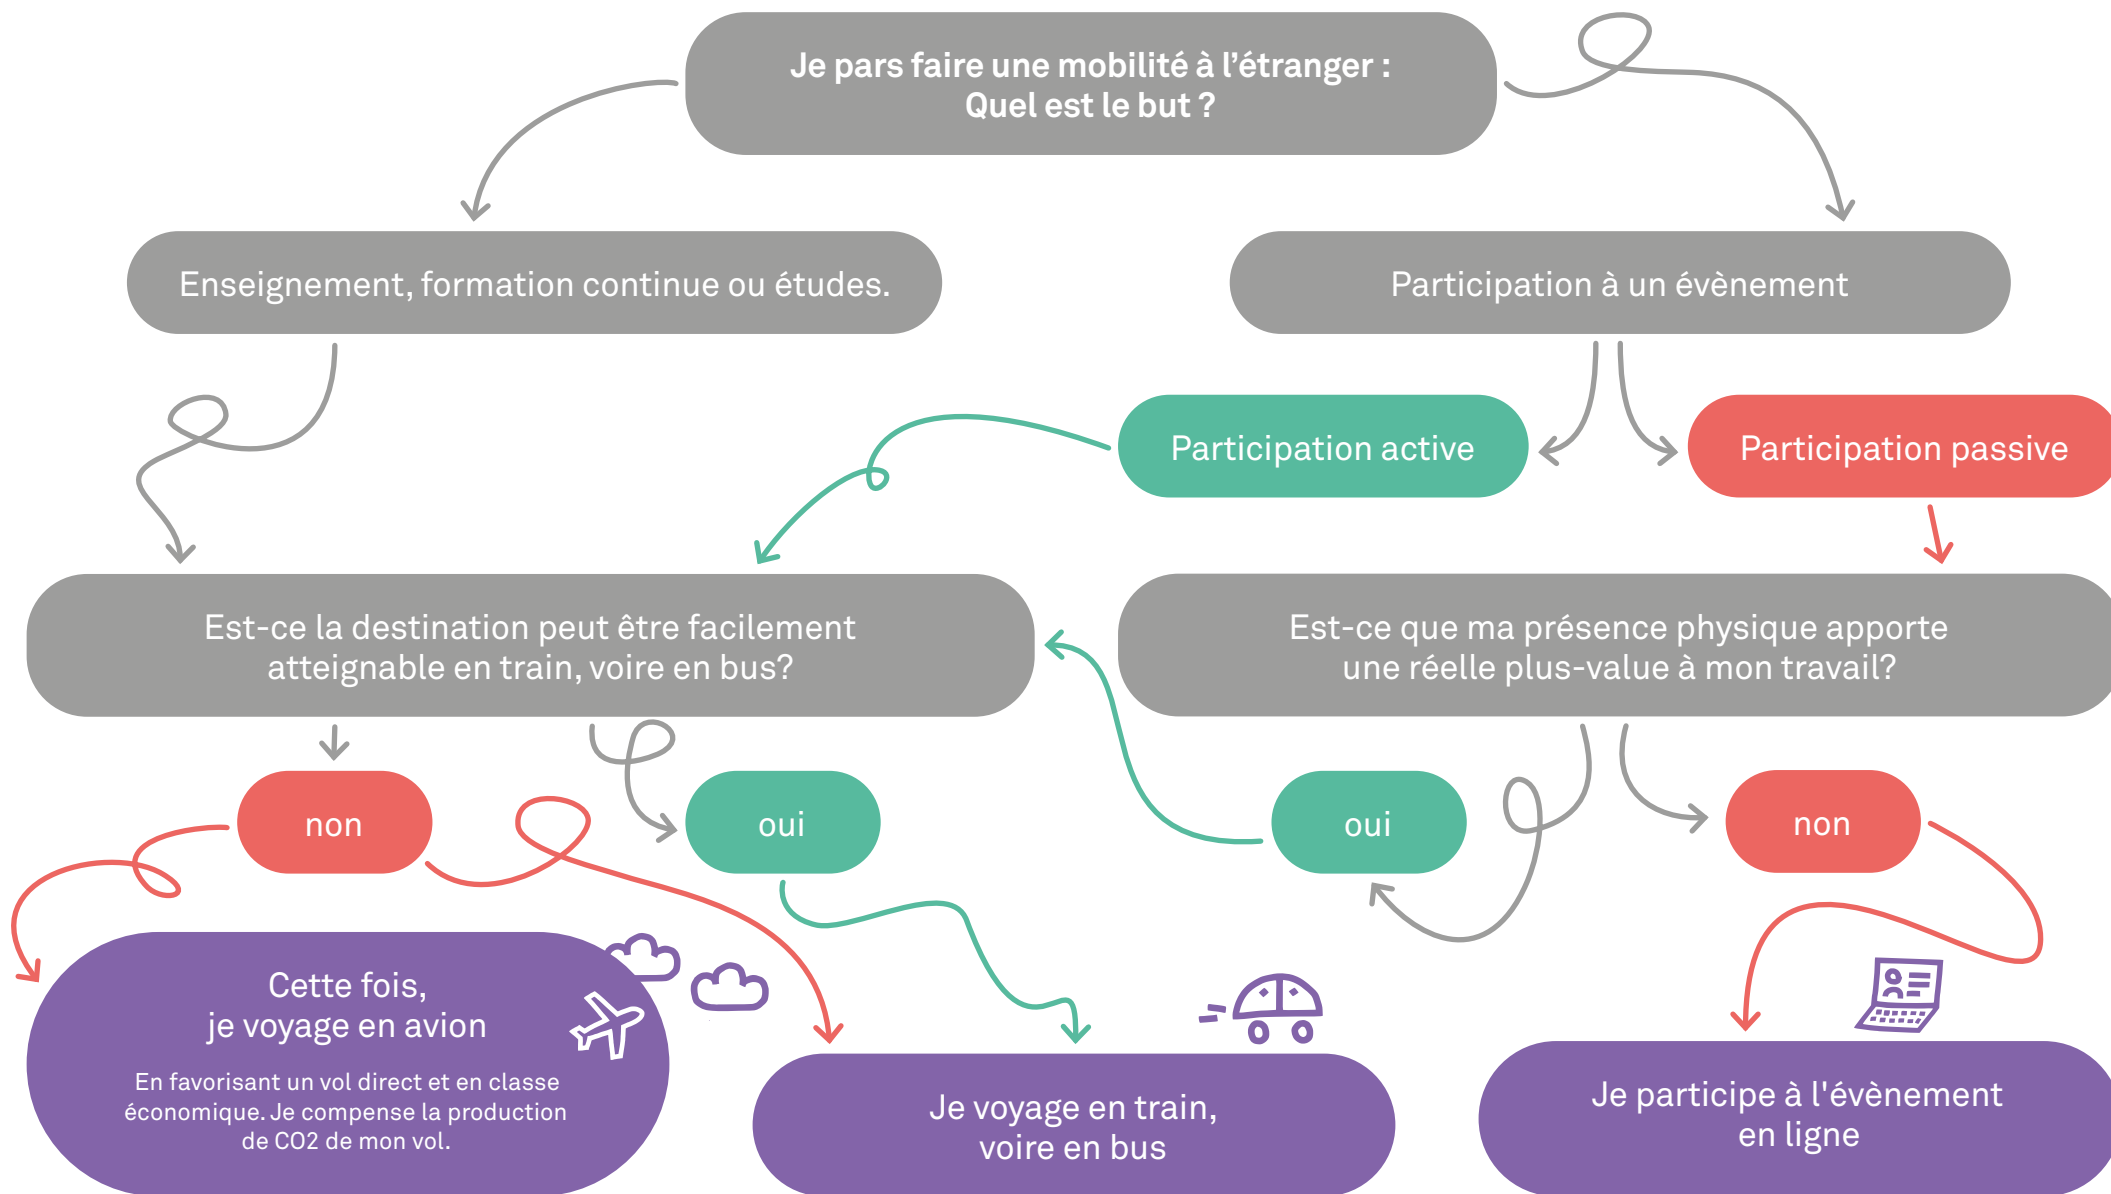 Je pars faire une mobilité à l'étranger :
Quel est le but ?
Enseignement, formation continue ou études.
Participation à un évènement
Participation active
Participation passive
Est-ce la destination peut être facilement
atteignable en train, voire en bus?
Est-ce que ma présence physique apporte
une réelle plus-value à mon travail?
non
oui
oui
non
Cette fois,
je voyage en avion
En favorisant un vol direct et en classe
économique. Je compense la production
de CO2 de mon vol.
Je voyage en train,
voire en bus
Je participe à l'évènement
en ligne